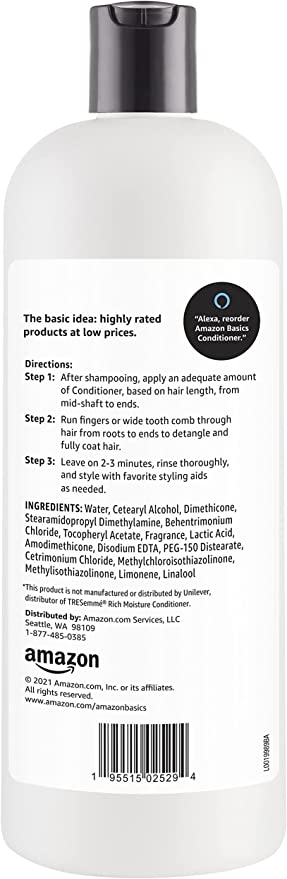 The basic idea: highly rated
products at low prices.
"Alexa, reorder
Amazon Basics
Conditioner."
Directions:
Step 1: After shampooing, apply an adequate amount
of Conditioner, based on hair length, from
mid-shaft to ends.
Step 2: Run fingers or wide tooth comb through
hair from roots to ends to detangle and
fully coat hair.
Step 3: Leave on 2-3 minutes, rinse thoroughly,
and style with favorite styling aids
as needed.
INGREDIENTS: Water, Cetearyl Alcohol, Dimethicone,
Stearamidopropyl Dimethylamine, Behentrimonium
Chloride, Tocopheryl Acetate, Fragrance, Lactic Acid,
Amodimethicone, Disodium EDTA, PEG-150 Distearate,
Cetrimonium Chloride, Methylchloroisothiazolinone,
Methylisothiazolinone, Limonene, Linalool
*This product is not manufactured or distributed by Unilever,
distributor of TRESemmé® Rich Moisture Conditioner.
Distributed by: Amazon.com Services, LLC
Seattle, WA 98109
1-877-485-0385
amazon
© 2021 Amazon.com, Inc. or its affiliates.
All rights reserved.
www.amazon.com/amazonbasics
1 95515 02529 4
L0019989BA